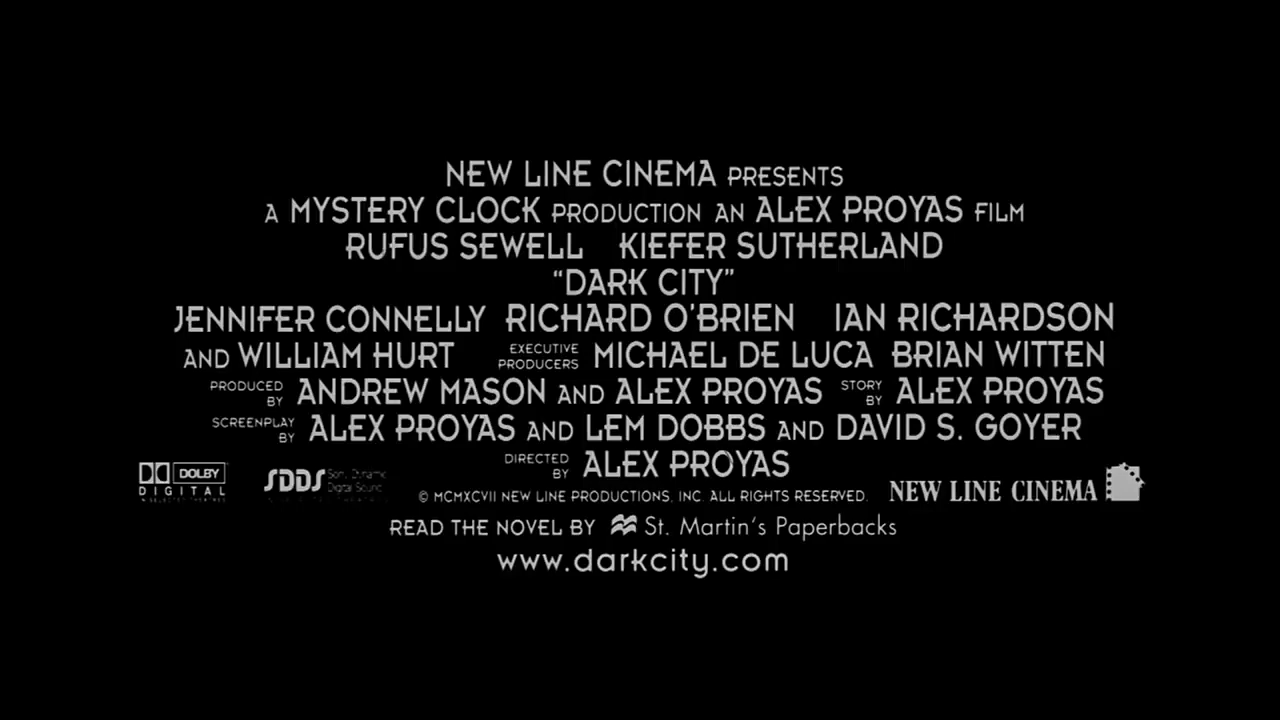 NEW LINE CINEMA PRESENTS
A MYSTERY CLOCK PRODUCTION AN ALEX PROYAS FILM
RUFUS SEWELL KIEFER SUTHERLAND
“DARK CITY”
JENNIFER CONNELLY RICHARD O'BRIEN IAN RICHARDSON
AND WILLIAM HURT EXECUTIVE PRODUCERS MICHAEL DE LUCA BRIAN WITTEN
PRODUCED BY ANDREW MASON AND ALEX PROYAS STORY BY ALEX PROYAS
SCREENPLAY BY ALEX PROYAS AND LEM DOBBS AND DAVID S. GOYER
DIRECTED BY ALEX PROYAS
DOLBY DIGITAL
SDDS Sony Dynamic Digital Sound
© MCMXCVII NEW LINE PRODUCTIONS, INC. ALL RIGHTS RESERVED.
NEW LINE CINEMA
READ THE NOVEL BY St. Martin's Paperbacks
www.darkcity.com